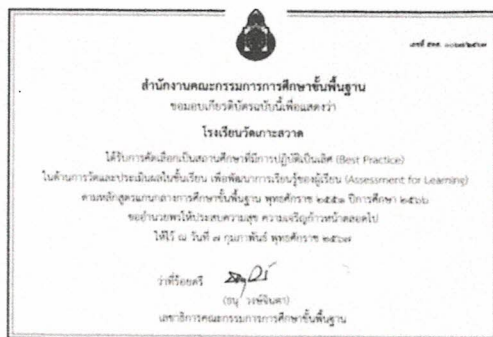 เลขที่ สพฐ. ๐๐๖๗/๒๕๖๗
สำนักงานคณะกรรมการการศึกษาขั้นพื้นฐาน
ขอมอบเกียรติบัตรฉบับนี้เพื่อแสดงว่า
โรงเรียนวัดเกาะลวาด
ได้รับการคัดเลือกเป็นสถานศึกษาที่มีการปฏิบัติเป็นเลิศ (Best Practice)
ในด้านการวัดและประเมินผลในชั้นเรียน เพื่อพัฒนาการเรียนรู้ของผู้เรียน (Assessment for Learning)
ตามหลักสูตรแกนกลางการศึกษาขั้นพื้นฐาน พุทธศักราช ๒๕๕๑ ปีการศึกษา ๒๕๖๖
ขออำนวยพรให้ประสบความสุข ความเจริญก้าวหน้าตลอดไป
ให้ไว้ ณ วันที่ ๗ กุมภาพันธ์ พุทธศักราช ๒๕๖๗
ว่าที่ร้อยตรี
(ธนุ วงษ์จินดา)
เลขาธิการคณะกรรมการการศึกษาขั้นพื้นฐาน